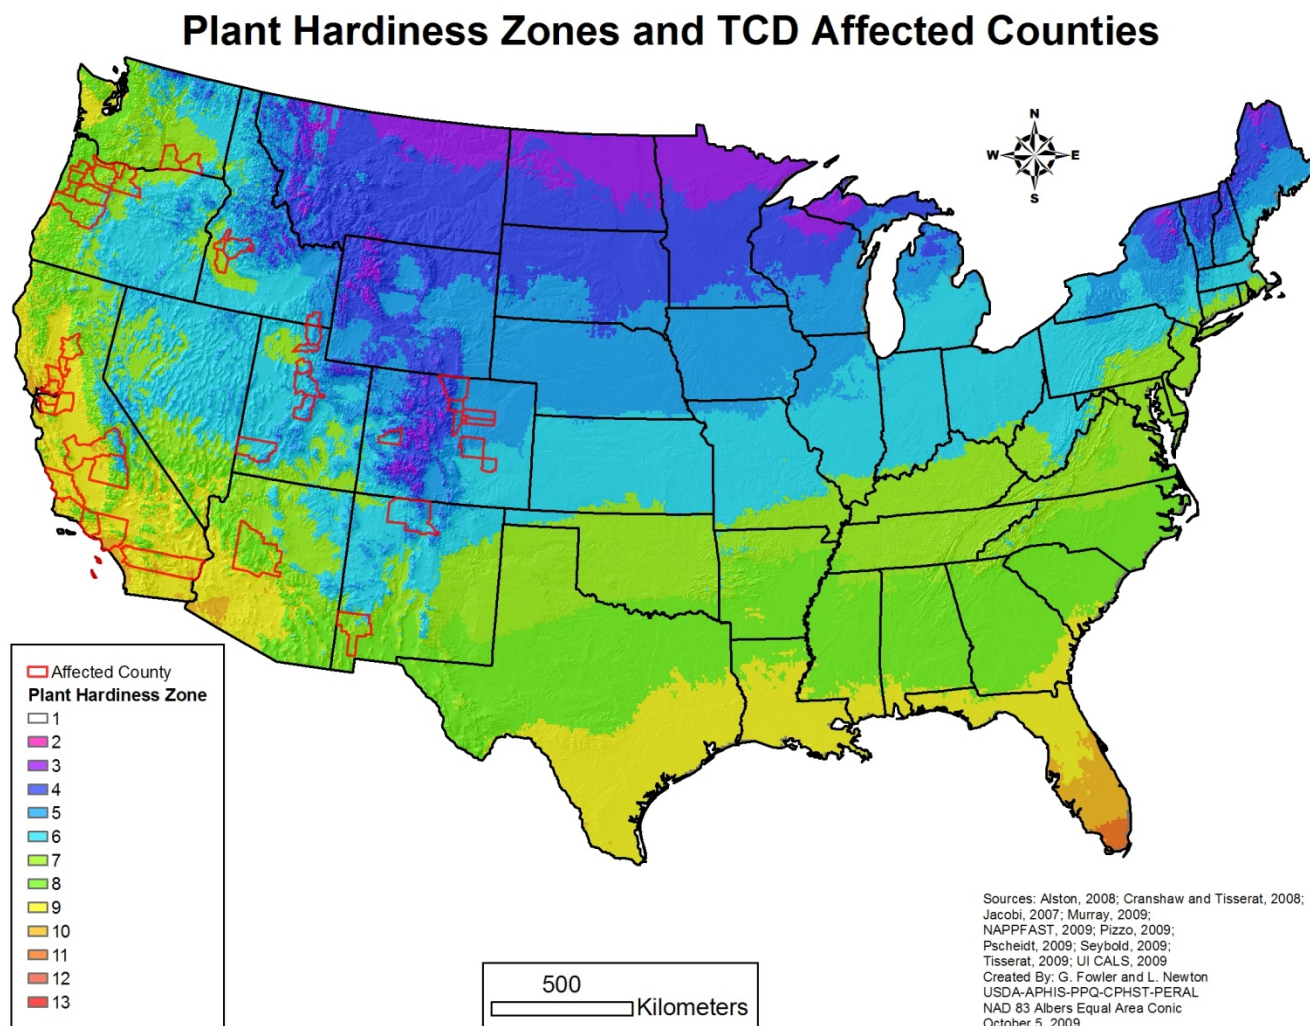 Plant Hardiness Zones and TCD Affected Counties
N
W E
S
Affected County
Plant Hardiness Zone
1
2
3
4
5
6
7
8
9
10
11
12
13
500
Kilometers
Sources: Alston, 2008; Cranshaw and Tisserat, 2008;
Jacobi, 2007; Murray, 2009;
NAPPFAST, 2009; Pizzo, 2009;
Pscheidt, 2009; Seybold, 2009;
Tisserat, 2009; UI CALS, 2009
Created By: G. Fowler and L. Newton
USDA-APHIS-PPQ-CPHST-PERAL
NAD 83 Albers Equal Area Conic
October 5, 2009